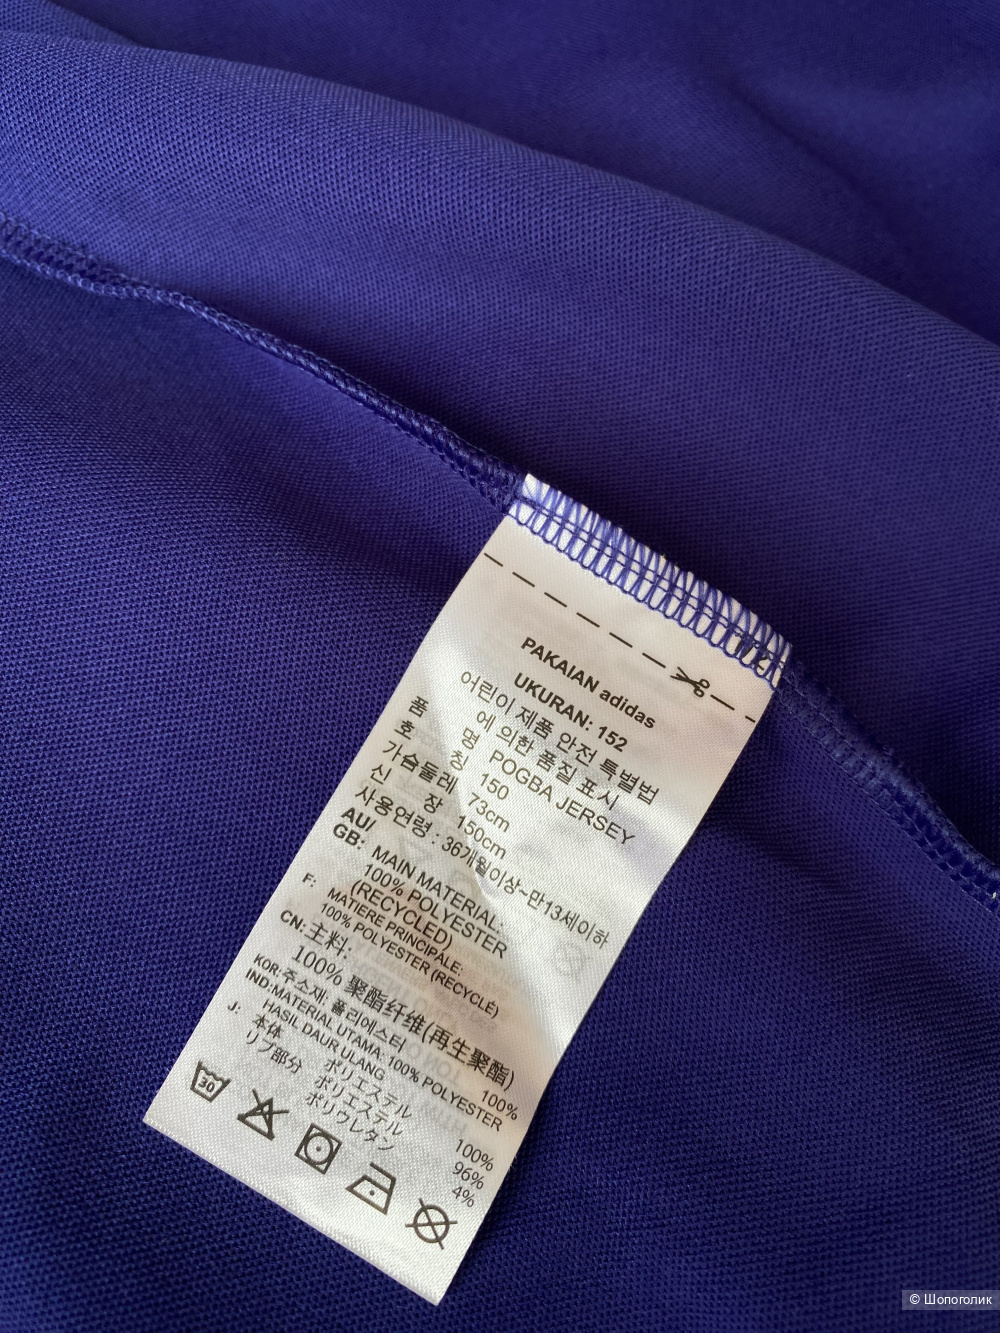 PAKAIAN adidas
UKURAN: 152
어린이 제품 안전 특별법
에 의한 품질 표시
품 명 POGBA JERSEY
호 칭 150
가슴둘레 73cm
신 장 150cm
사용연령 : 36개월이상~만13세이하
AU/
GB: MAIN MATERIAL:
100% POLYESTER
(RECYCLED)
F: MATIERE PRINCIPALE:
100% POLYESTER (RECYCLÉ)
CN: 主料:
100% 聚酯纤维(再生聚酯)
KOR: 주소재: 폴리에스터 100%
IND: MATERIAL UTAMA: 100% POLYESTER
HASIL DAUR ULANG
J: 本体 ポリエステル 100%
リブ部分 ポリエステル 96%
ポリウレタン 4%
30
© Шопоголик